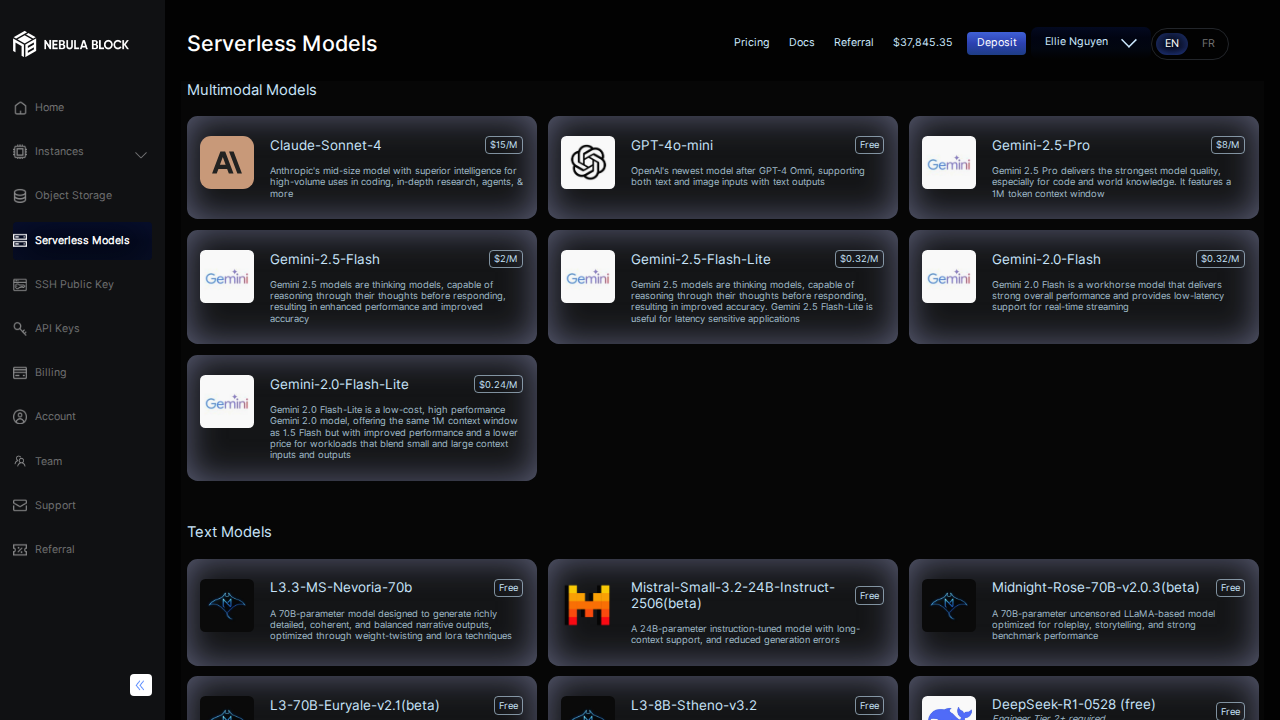 NEBULA BLOCK
Home
Instances
Object Storage
Serverless Models
SSH Public Key
API Keys
Billing
Account
Team
Support
Referral
Serverless Models
Pricing
Docs
Referral
$37,845.35
Deposit
Ellie Nguyen
EN
FR
Multimodal Models
Claude-Sonnet-4
$15/M
Anthropic's mid-size model with superior intelligence for
high-volume uses in coding, in-depth research, agents, &
more
GPT-4o-mini
Free
OpenAI's newest model after GPT-4 Omni, supporting
both text and image inputs with text outputs
Gemini
Gemini-2.5-Pro
$8/M
Gemini 2.5 Pro delivers the strongest model quality,
especially for code and world knowledge. It features a
1M token context window
Gemini
Gemini-2.5-Flash
$2/M
Gemini 2.5 models are thinking models, capable of
reasoning through their thoughts before responding,
resulting in enhanced performance and improved
accuracy
Gemini
Gemini-2.5-Flash-Lite
$0.32/M
Gemini 2.5 models are thinking models, capable of
reasoning through their thoughts before responding,
resulting in improved accuracy. Gemini 2.5 Flash-Lite is
useful for latency sensitive applications
Gemini
Gemini-2.0-Flash
$0.32/M
Gemini 2.0 Flash is a workhorse model that delivers
strong overall performance and provides low-latency
support for real-time streaming
Gemini
Gemini-2.0-Flash-Lite
$0.24/M
Gemini 2.0 Flash-Lite is a low-cost, high performance
Gemini 2.0 model, offering the same 1M context window
as 1.5 Flash but with improved performance and a lower
price for workloads that blend small and large context
inputs and outputs
Text Models
L3.3-MS-Nevoria-70b
Free
A 70B-parameter model designed to generate richly
detailed, coherent, and balanced narrative outputs,
optimized through weight-twisting and lora techniques
Mistral-Small-3.2-24B-Instruct-
2506(beta)
Free
A 24B-parameter instruction-tuned model with long-
context support, and reduced generation errors
Midnight-Rose-70B-v2.0.3(beta)
Free
A 70B-parameter uncensored LLaMA-based model
optimized for roleplay, storytelling, and strong
benchmark performance
L3-70B-Euryale-v2.1(beta)
Free
L3-8B-Stheno-v3.2
Free
DeepSeek-R1-0528 (free)
Engineer Tier 2+ required
Free